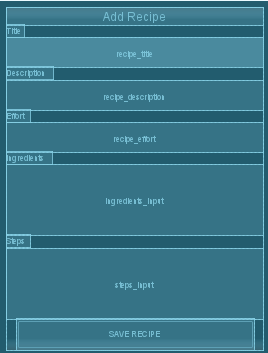 Add Recipe
Title
recipe_title
Description
recipe_description
Effort
recipe_effort
Ingredients
ingredients_input
Steps
steps_input
SAVE RECIPE